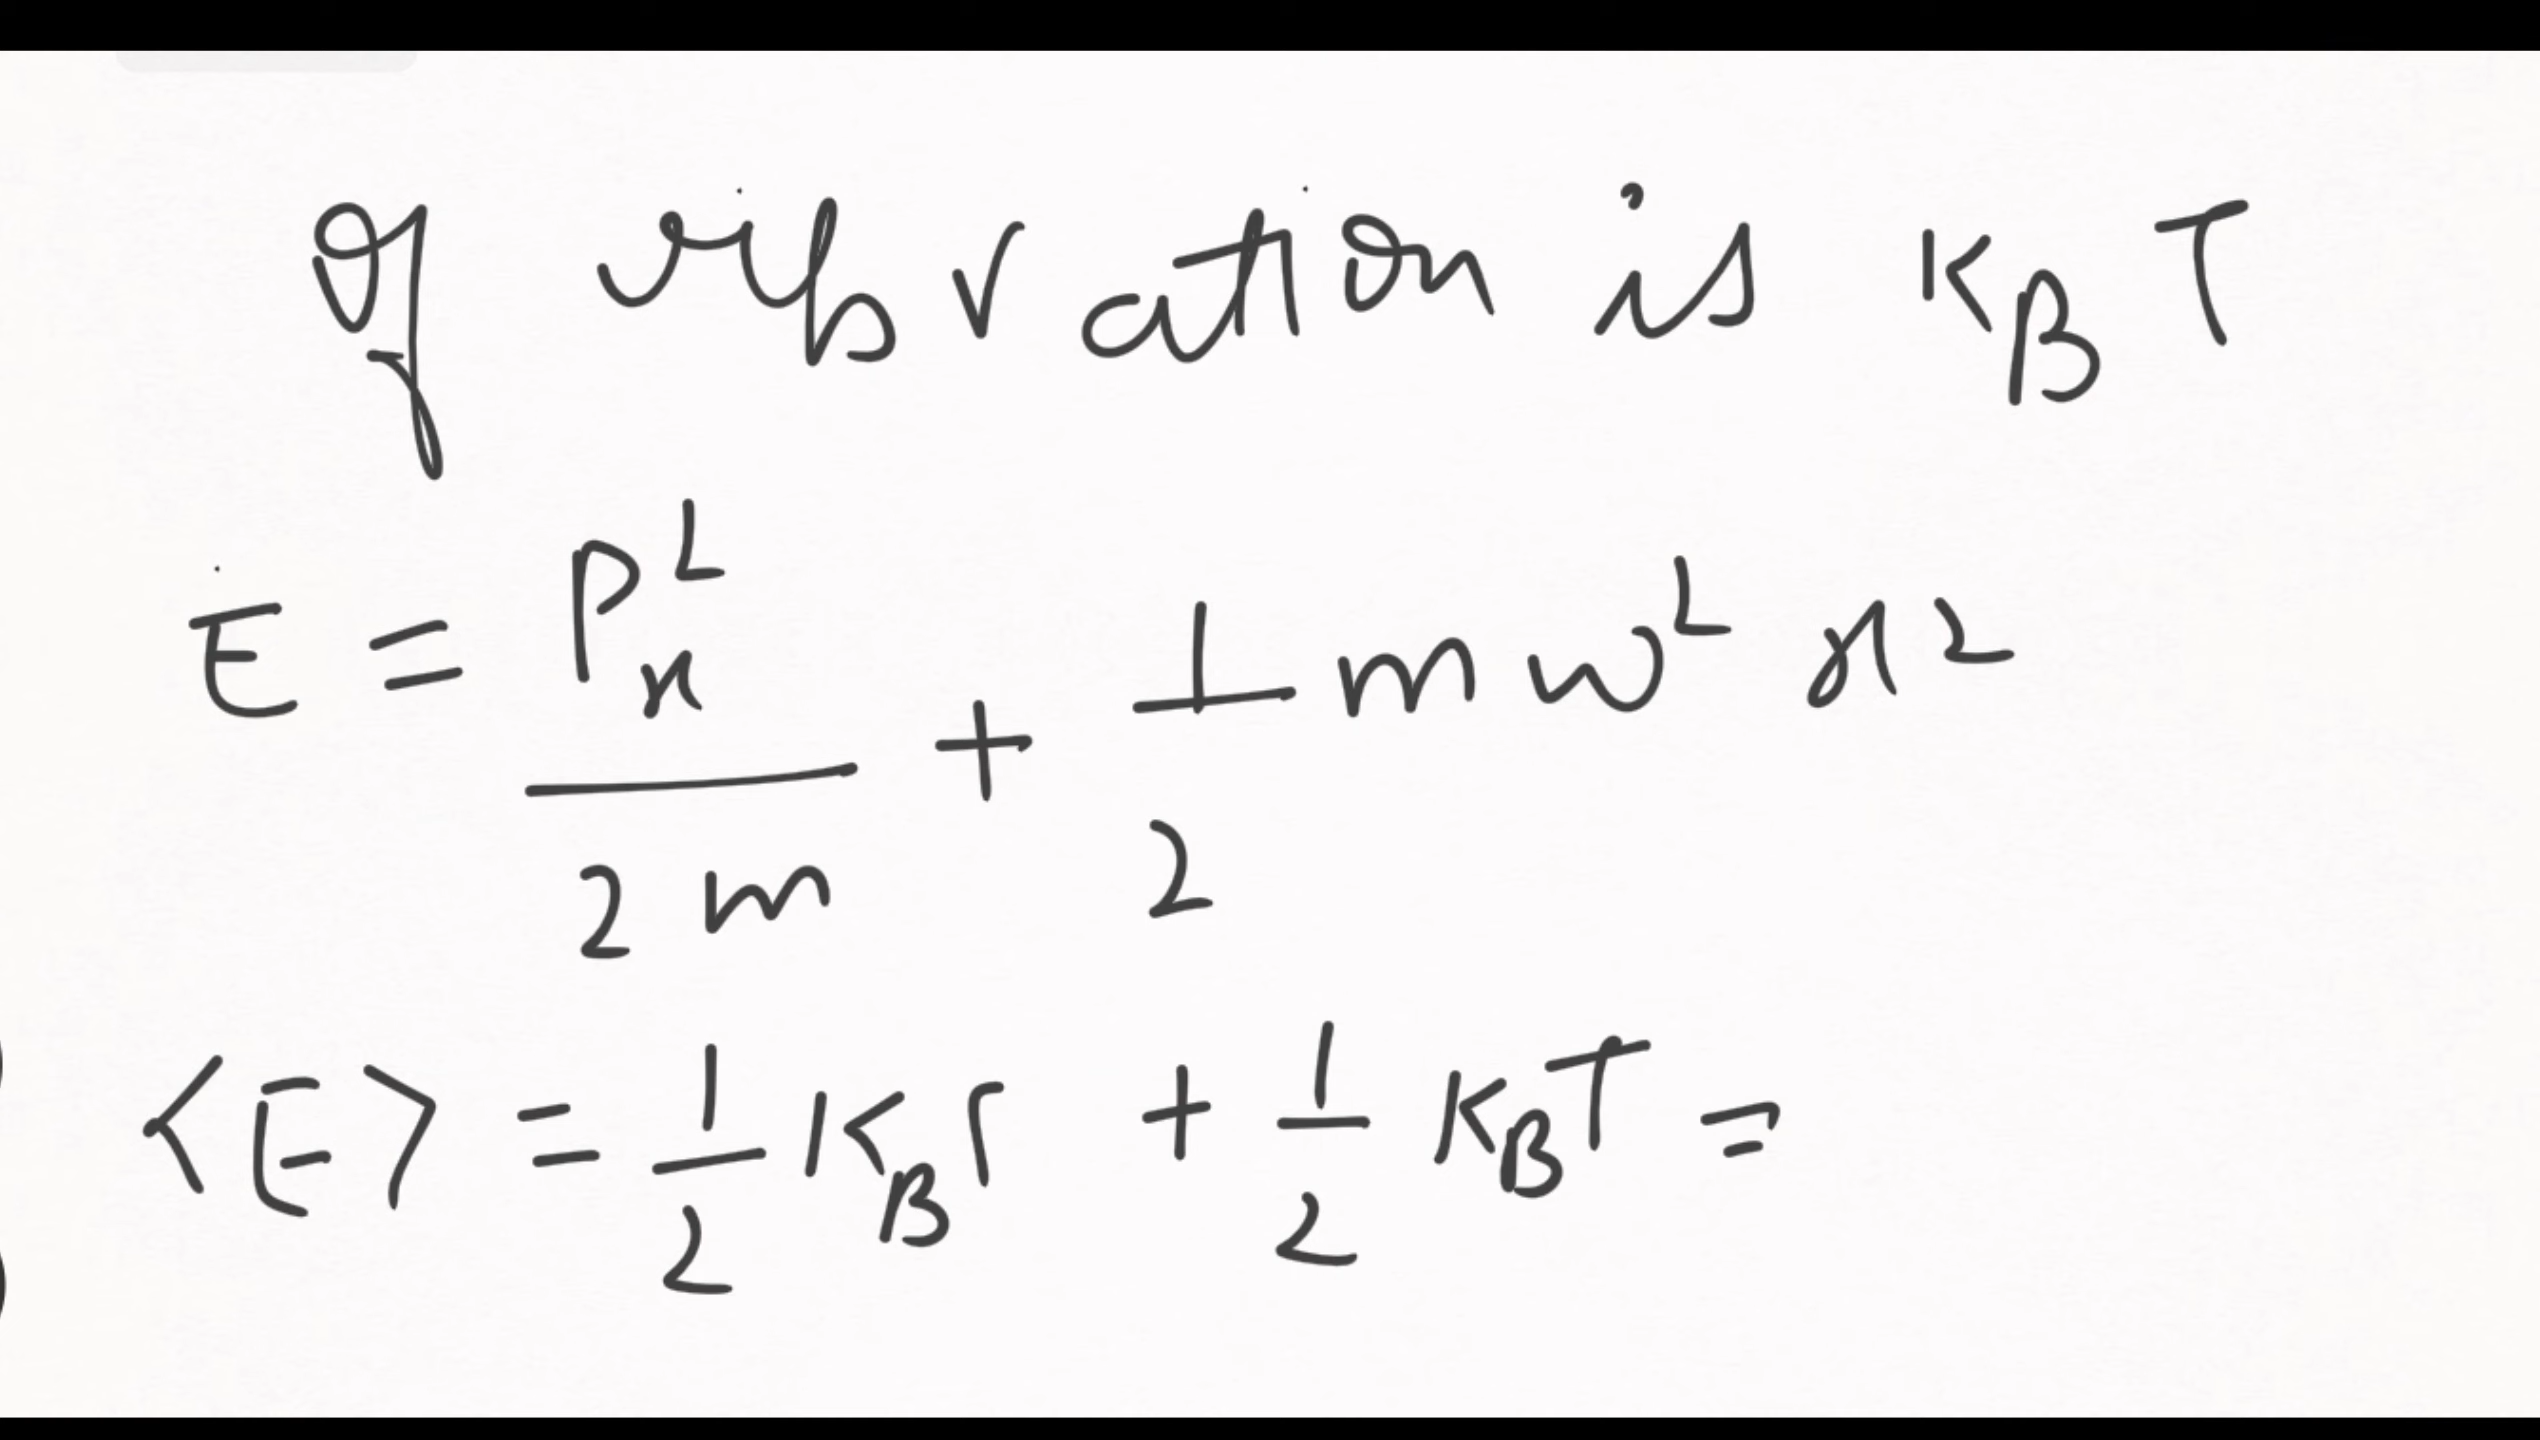 of vibration is K_B T
E = P_x^2 / 2m + 1/2 m w^2 x^2
<E> = 1/2 K_B T + 1/2 K_B T =